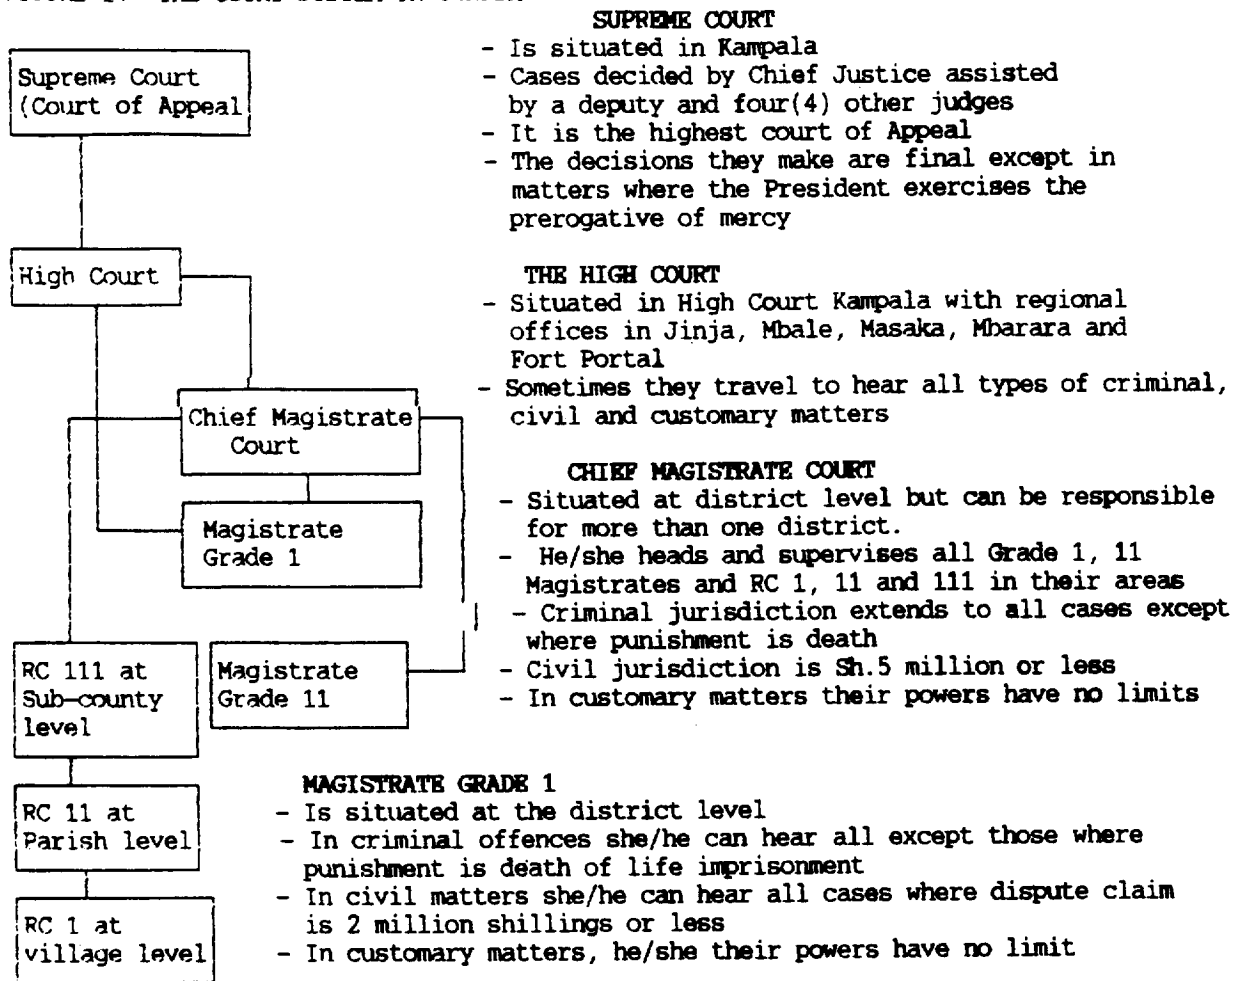 SUPREME COURT
Supreme Court
(Court of Appeal
- Is situated in Kampala
- Cases decided by Chief Justice assisted
by a deputy and four(4) other judges
- It is the highest court of Appeal
- The decisions they make are final except in
matters where the President exercises the
prerogative of mercy
High Court
THE HIGH COURT
- Situated in High Court Kampala with regional
offices in Jinja, Mbale, Masaka, Mbarara and
Fort Portal
- Sometimes they travel to hear all types of criminal,
civil and customary matters
Chief Magistrate
Court
CHIEF MAGISTRATE COURT
- Situated at district level but can be responsible
for more than one district.
- He/she heads and supervises all Grade 1, 11
Magistrates and RC 1, 11 and 111 in their areas
- Criminal jurisdiction extends to all cases except
where punishment is death
- Civil jurisdiction is Sh.5 million or less
- In customary matters their powers have no limits
Magistrate
Grade 1
RC 111 at
Sub-county
level
Magistrate
Grade 11
RC 11 at
Parish level
RC 1 at
village level
MAGISTRATE GRADE 1
- Is situated at the district level
- In criminal offences she/he can hear all except those where
punishment is death of life imprisonment
- In civil matters she/he can hear all cases where dispute claim
is 2 million shillings or less
- In customary matters, he/she their powers have no limit